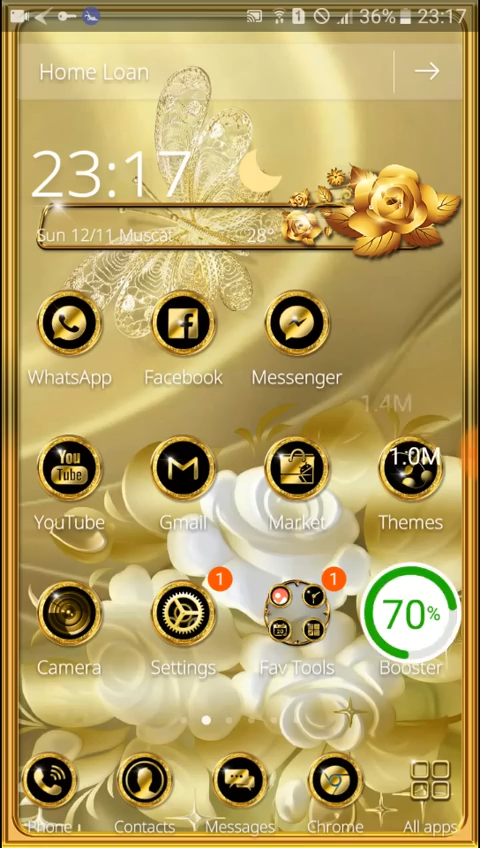 1 36% 23:17
Home Loan
23:17
Sun 12/11 Muscat 28°
WhatsApp Facebook Messenger
1.4M
1.0M
You
Tube
YouTube Gmail Market Themes
1 1
70%
Camera Settings Fav Tools Booster
Phone Contacts Messages Chrome All apps